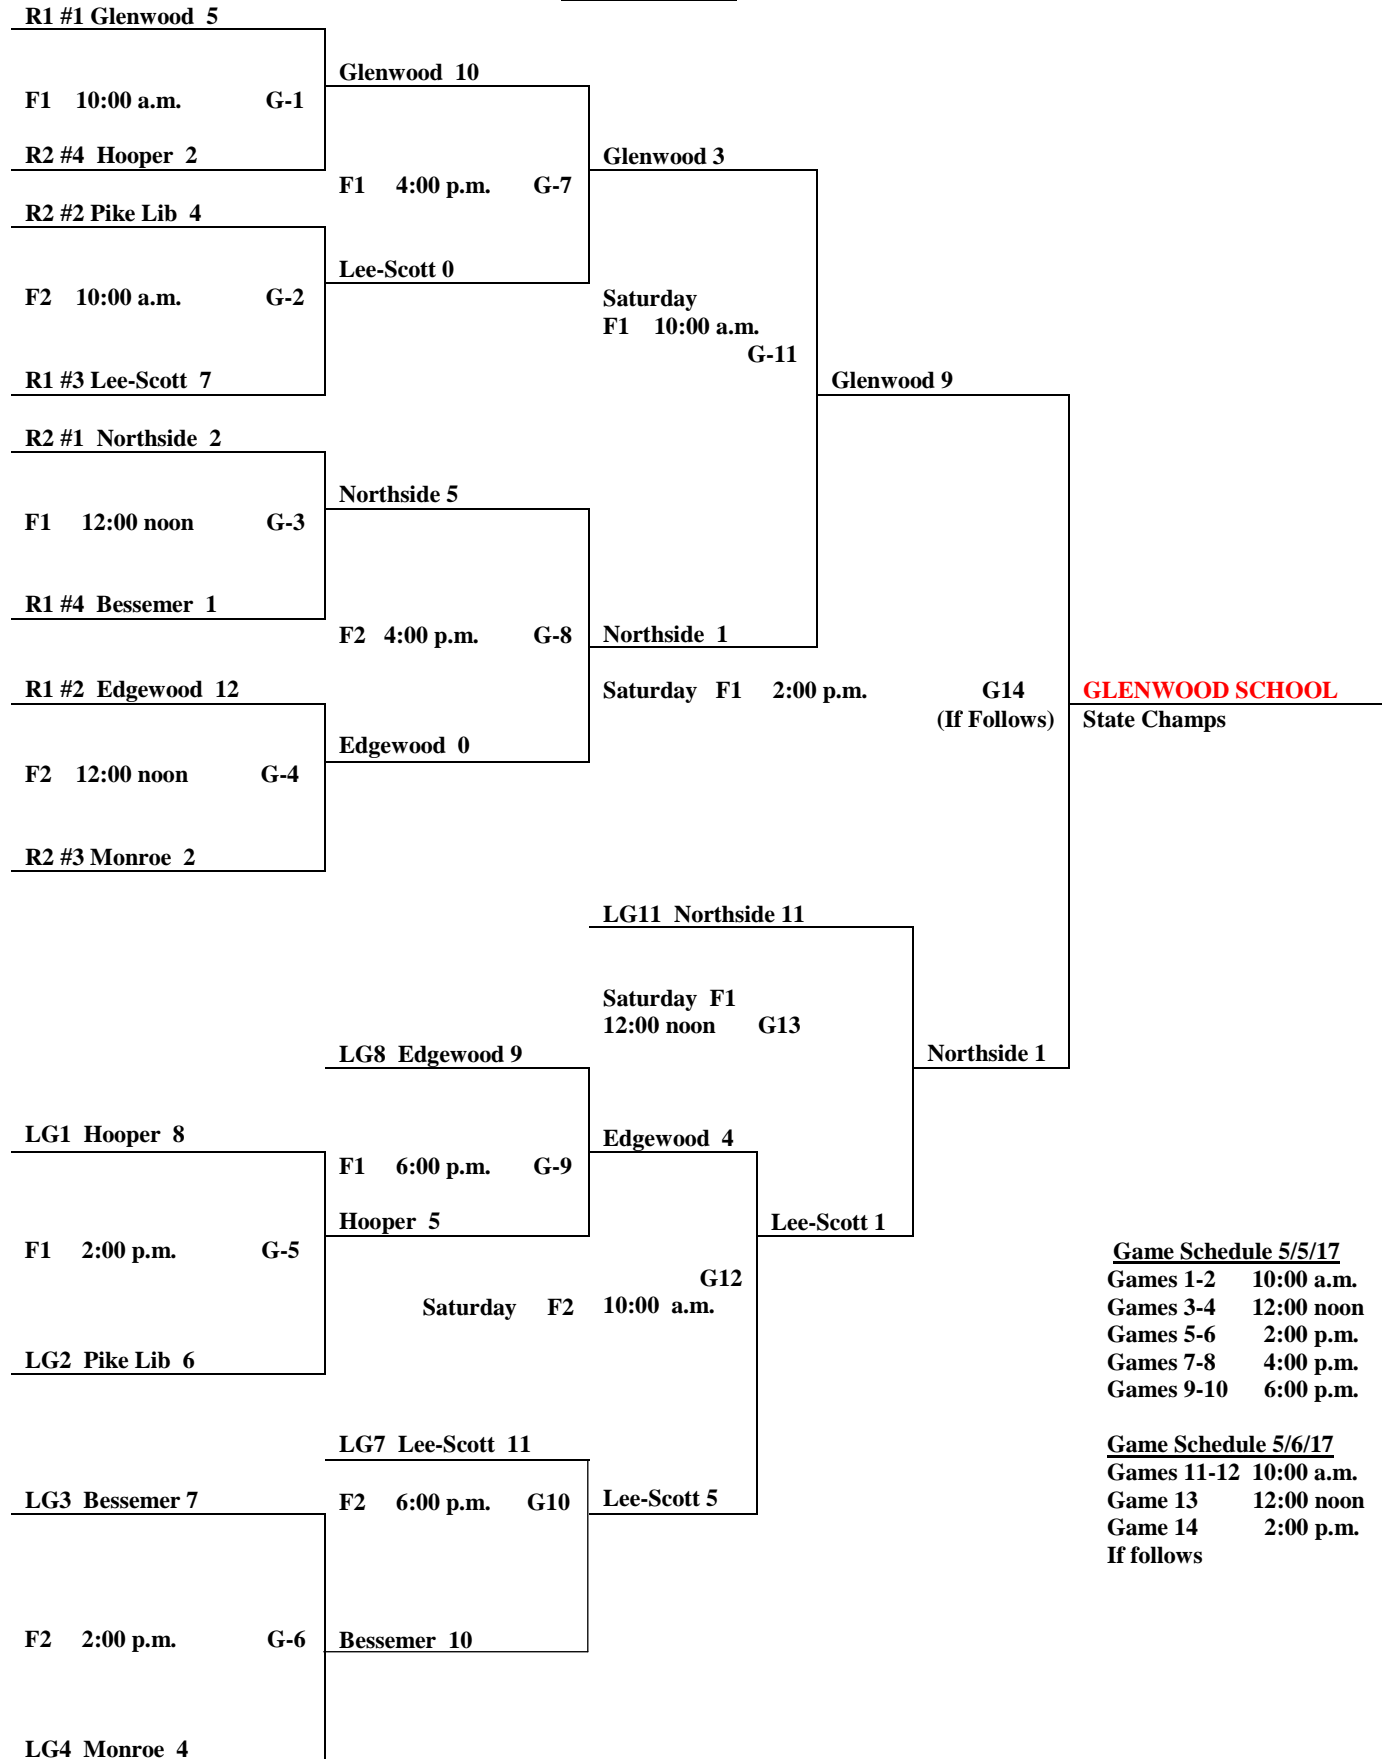 R1 #1 Glenwood 5
Glenwood 10
F1 10:00 a.m. G-1
R2 #4 Hooper 2
Glenwood 3
F1 4:00 p.m. G-7
R2 #2 Pike Lib 4
Lee-Scott 0
F2 10:00 a.m. G-2
Saturday
F1 10:00 a.m.
G-11
R1 #3 Lee-Scott 7
Glenwood 9
R2 #1 Northside 2
Northside 5
F1 12:00 noon G-3
R1 #4 Bessemer 1
F2 4:00 p.m. G-8
Northside 1
R1 #2 Edgewood 12
Saturday F1 2:00 p.m. G14
(If Follows)
GLENWOOD SCHOOL
State Champs
Edgewood 0
F2 12:00 noon G-4
R2 #3 Monroe 2
LG11 Northside 11
Saturday F1
12:00 noon G13
LG8 Edgewood 9
Northside 1
LG1 Hooper 8
Edgewood 4
F1 6:00 p.m. G-9
Hooper 5
Lee-Scott 1
F1 2:00 p.m. G-5
G12
Saturday F2 10:00 a.m.
LG2 Pike Lib 6
Game Schedule 5/5/17
Games 1-2 10:00 a.m.
Games 3-4 12:00 noon
Games 5-6 2:00 p.m.
Games 7-8 4:00 p.m.
Games 9-10 6:00 p.m.
LG7 Lee-Scott 11
LG3 Bessemer 7
F2 6:00 p.m. G10
Lee-Scott 5
Game Schedule 5/6/17
Games 11-12 10:00 a.m.
Game 13 12:00 noon
Game 14 2:00 p.m.
If follows
F2 2:00 p.m. G-6
Bessemer 10
LG4 Monroe 4